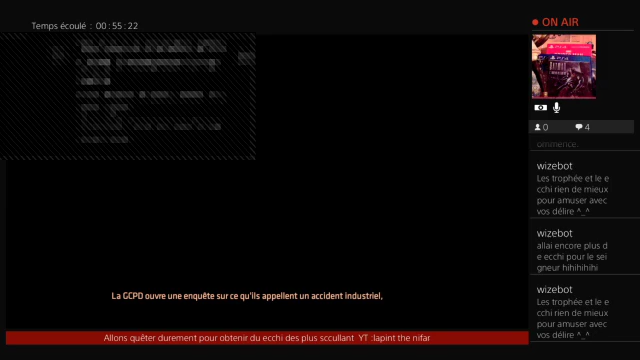 Temps écoulé : 00:55:22
ON AIR
0
4
ommence.
wizebot
Les trophée et le e
cchi rien de mieux
pour amuser avec
vos délire ^_^
wizebot
allai encore plus d
e ecchi pour le sei
gneur hihihihihi
wizebot
Les trophée et le e
cchi rien de mieux
pour amuser avec
vos délire ^_^
La GCPD ouvre une enquête sur ce qu'ils appellent un accident industriel,
Allons quêter durement pour obtenir du ecchi des plus sccullant YT :lapint the nifar